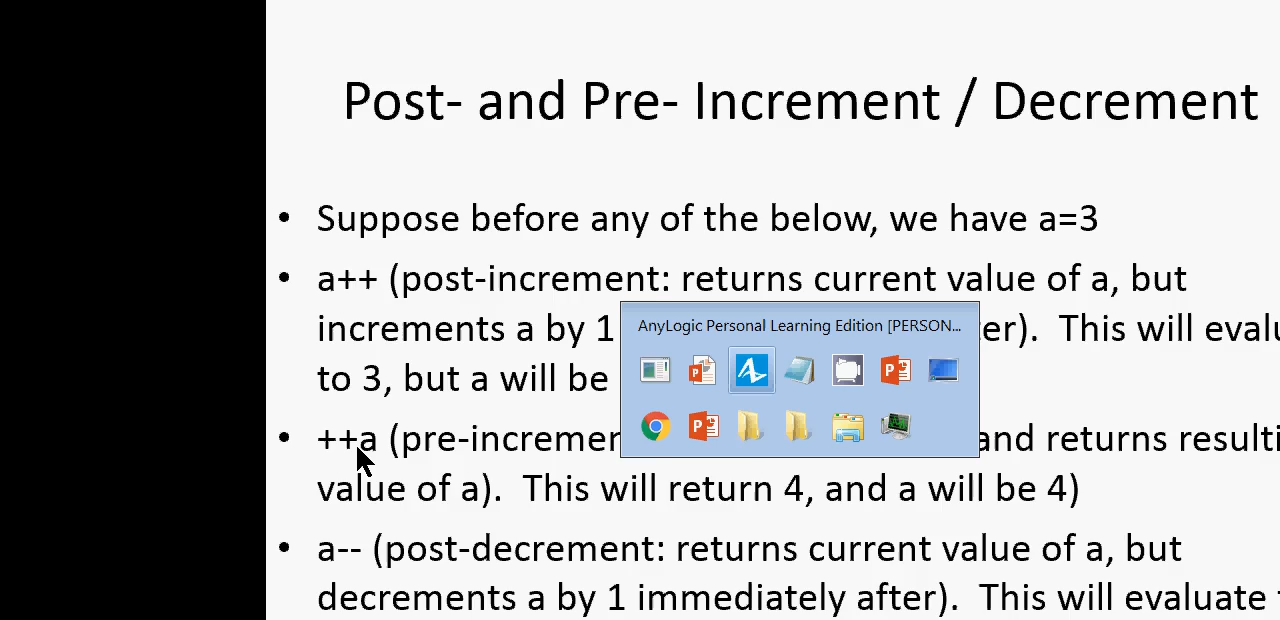 Post- and Pre- Increment / Decrement
• Suppose before any of the below, we have a=3
• a++ (post-increment: returns current value of a, but
increments a by 1 er). This will evalu
to 3, but a will be
AnyLogic Personal Learning Edition [PERSON...
• ++a (pre-incremen and returns resulti
value of a). This will return 4, and a will be 4)
• a-- (post-decrement: returns current value of a, but
decrements a by 1 immediately after). This will evaluate